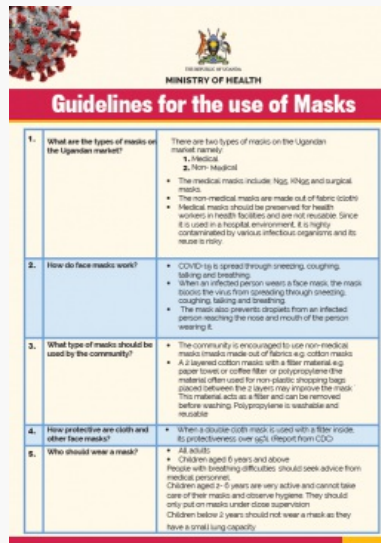 THE REPUBLIC OF UGANDA
MINISTRY OF HEALTH
Guidelines for the use of Masks
1.
What are the types of masks on
the Ugandan market?
There are two types of masks on the Ugandan
market namely
1. Medical
2. Non- Medical
• The medical masks include; N95, KN95 and surgical
masks.
• The non-medical masks are made out of fabric (cloth)
• Medical masks should be preserved for health
workers in health facilities and are not reusable. Since
it is used in a hospital environment, it is highly
contaminated by various infectious organisms and its
reuse is risky.
2.
How do face masks work?
• COVID-19 is spread through sneezing, coughing,
talking and breathing.
• When an infected person wears a face mask, the mask
blocks the virus from spreading through sneezing,
coughing, talking and breathing.
• The mask also prevents droplets from an infected
person reaching the nose and mouth of the person
wearing it.
3.
What type of masks should be
used by the community?
• The community is encouraged to use non-medical
masks (masks made out of fabrics e.g. cotton masks
• A 2 layered cotton masks with a filter material e.g.
paper towel or coffee filter or polypropylene (the
material often used for non-plastic shopping bags
placed between the 2 layers may improve the mask.
This material acts as a filter and can be removed
before washing. Polypropylene is washable and
reusable
4.
How protective are cloth and
other face masks?
• When a double cloth mask is used with a filter inside,
its protectiveness over 95% (Report from CDC)
5.
Who should wear a mask?
• All adults
• Children aged 6 years and above
People with breathing difficulties should seek advice from
medical personnel.
Children aged 2- 6 years are very active and cannot take
care of their masks and observe hygiene. They should
only put on masks under close supervision
Children below 2 years should not wear a mask as they
have a small lung capacity